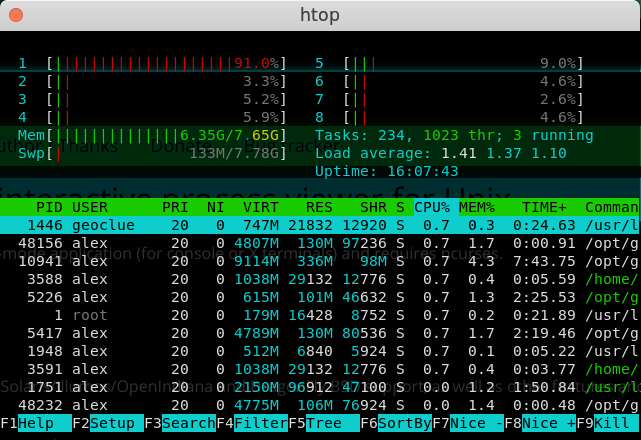 htop
1 [||||||||||||||||||||91.0%] 5 [||| 9.0%]
2 [|| 3.3%] 6 [|| 4.6%]
3 [|| 5.2%] 7 [|| 2.6%]
4 [|| 5.9%] 8 [|| 4.6%]
Mem[||||||||||||||6.35G/7.65G] Tasks: 234, 1023 thr; 3 running
Swp[| 133M/7.78G] Load average: 1.41 1.37 1.10
Thanks Donate Bug Tracker
Uptime: 16:07:43
interactive process viewer for Unix
PID USER PRI NI VIRT RES SHR S CPU% MEM% TIME+ Comman
1446 geoclue 20 0 747M 21832 12920 S 0.7 0.3 0:24.63 /usr/l
48156 alex 20 0 4807M 130M 97236 S 0.7 1.7 0:00.91 /opt/g
10941 alex 20 0 9114M 336M 98M S 0.7 4.3 7:43.75 /opt/g
3588 alex 20 0 1038M 29132 12776 S 0.7 0.4 0:05.59 /home/
5226 alex 20 0 615M 101M 46632 S 0.7 1.3 2:25.53 /opt/g
1 root 20 0 179M 16428 8752 S 0.7 0.2 0:21.89 /usr/l
5417 alex 20 0 4789M 130M 80536 S 0.7 1.7 2:19.46 /opt/g
1948 alex 20 0 512M 6840 5924 S 0.7 0.1 0:05.22 /usr/l
3591 alex 20 0 1038M 29132 12776 S 0.7 0.4 0:03.77 /home/
1751 alex 20 0 2150M 96912 47100 S 0.0 1.2 1:50.84 /usr/l
48232 alex 20 0 4775M 106M 76924 S 0.0 1.4 0:00.48 /opt/g
F1Help F2Setup F3SearchF4FilterF5Tree F6SortByF7Nice -F8Nice +F9Kill